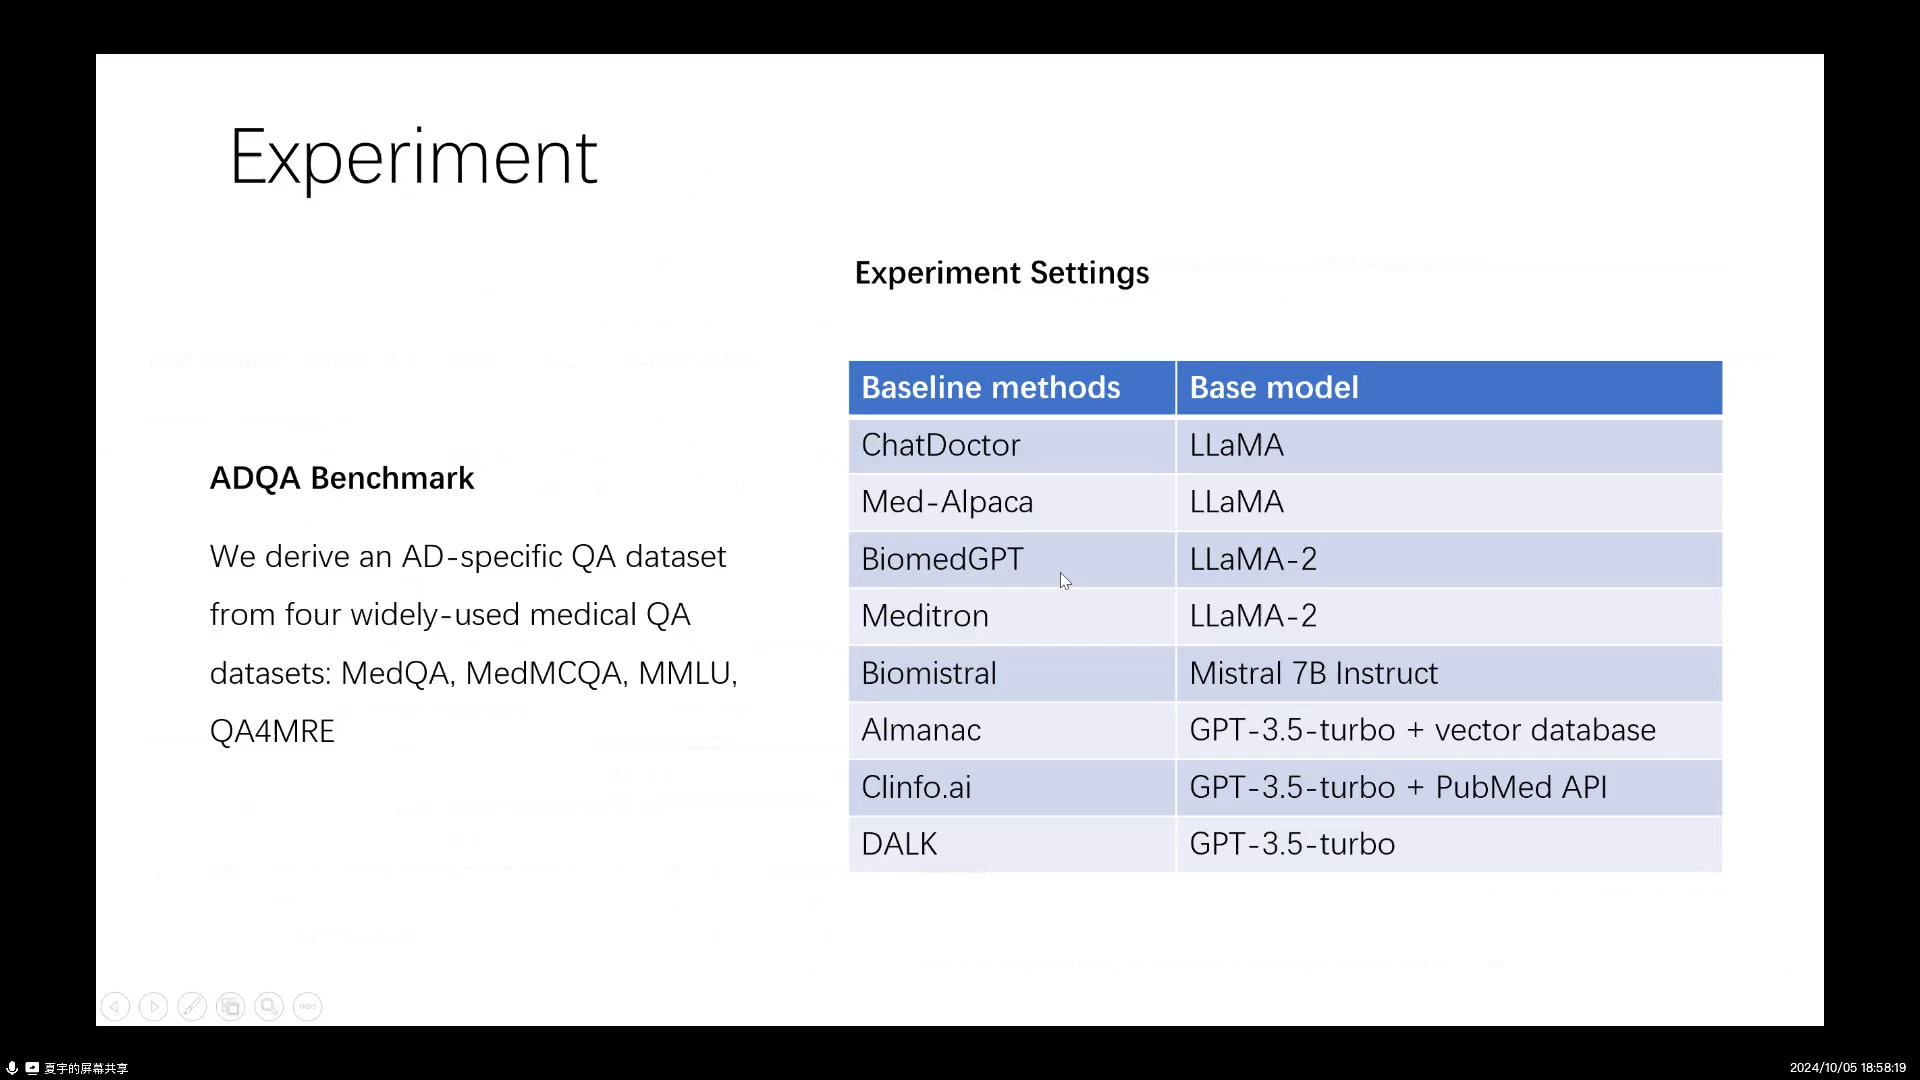 Experiment
ADQA Benchmark
We derive an AD-specific QA dataset
from four widely-used medical QA
datasets: MedQA, MedMCQA, MMLU,
QA4MRE
Experiment Settings
Baseline methods Base model
ChatDoctor LLaMA
Med-Alpaca LLaMA
BiomedGPT LLaMA-2
Meditron LLaMA-2
Biomistral Mistral 7B Instruct
Almanac GPT-3.5-turbo + vector database
Clinfo.ai GPT-3.5-turbo + PubMed API
DALK GPT-3.5-turbo
夏宇的屏幕共享
2024/10/05 18:58:19